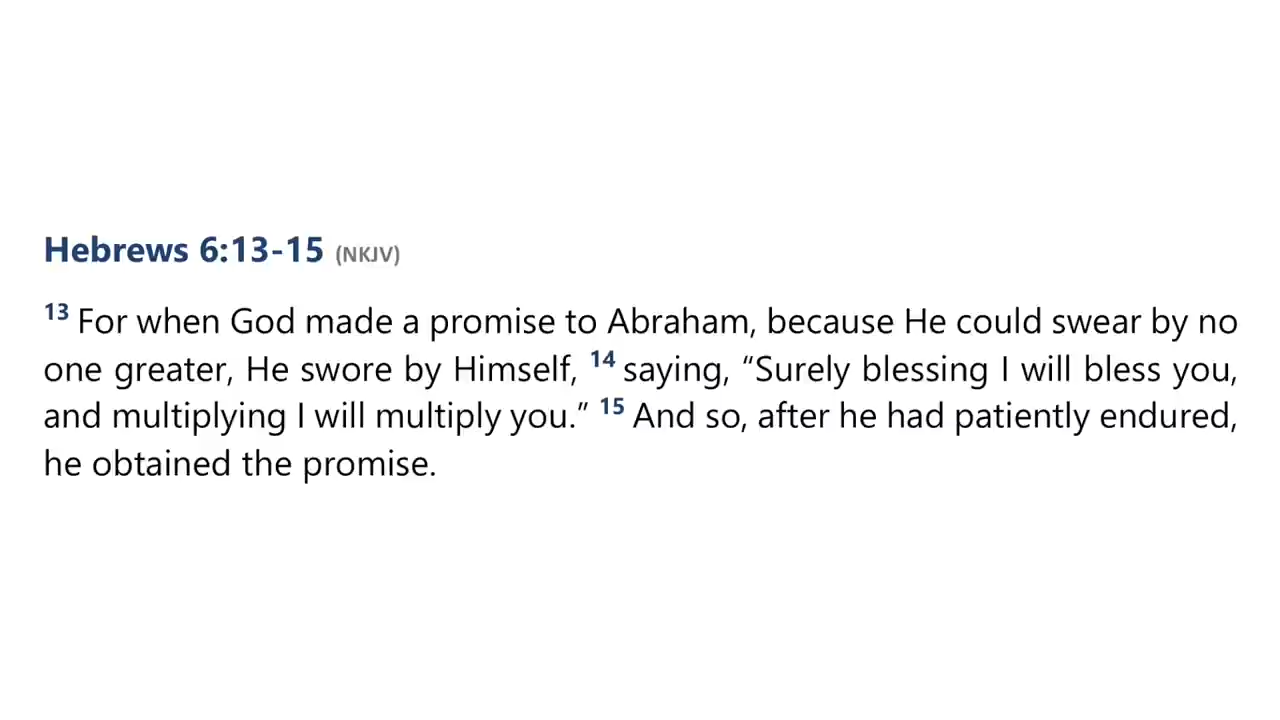 Hebrews 6:13-15 (NKJV)
13 For when God made a promise to Abraham, because He could swear by no
one greater, He swore by Himself, 14 saying, “Surely blessing I will bless you,
and multiplying I will multiply you.” 15 And so, after he had patiently endured,
he obtained the promise.